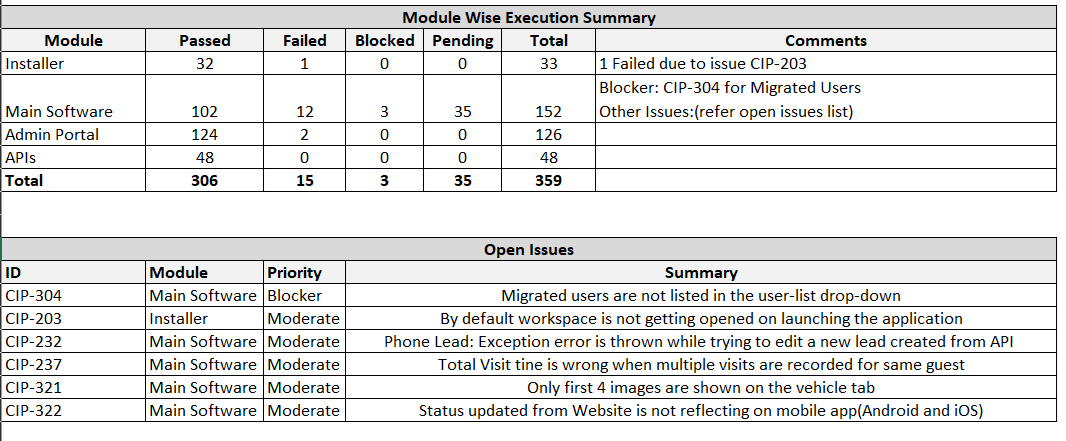 Module Wise Execution Summary
Module Passed Failed Blocked Pending Total Comments
Installer 32 1 0 0 33 1 Failed due to issue CIP-203
Blocker: CIP-304 for Migrated Users
Main Software 102 12 3 35 152 Other Issues:(refer open issues list)
Admin Portal 124 2 0 0 126
APIs 48 0 0 0 48
Total 306 15 3 35 359
Open Issues
ID Module Priority Summary
CIP-304 Main Software Blocker Migrated users are not listed in the user-list drop-down
CIP-203 Installer Moderate By default workspace is not getting opened on launching the application
CIP-232 Main Software Moderate Phone Lead: Exception error is thrown while trying to edit a new lead created from API
CIP-237 Main Software Moderate Total Visit tine is wrong when multiple visits are recorded for same guest
CIP-321 Main Software Moderate Only first 4 images are shown on the vehicle tab
CIP-322 Main Software Moderate Status updated from Website is not reflecting on mobile app(Android and iOS)